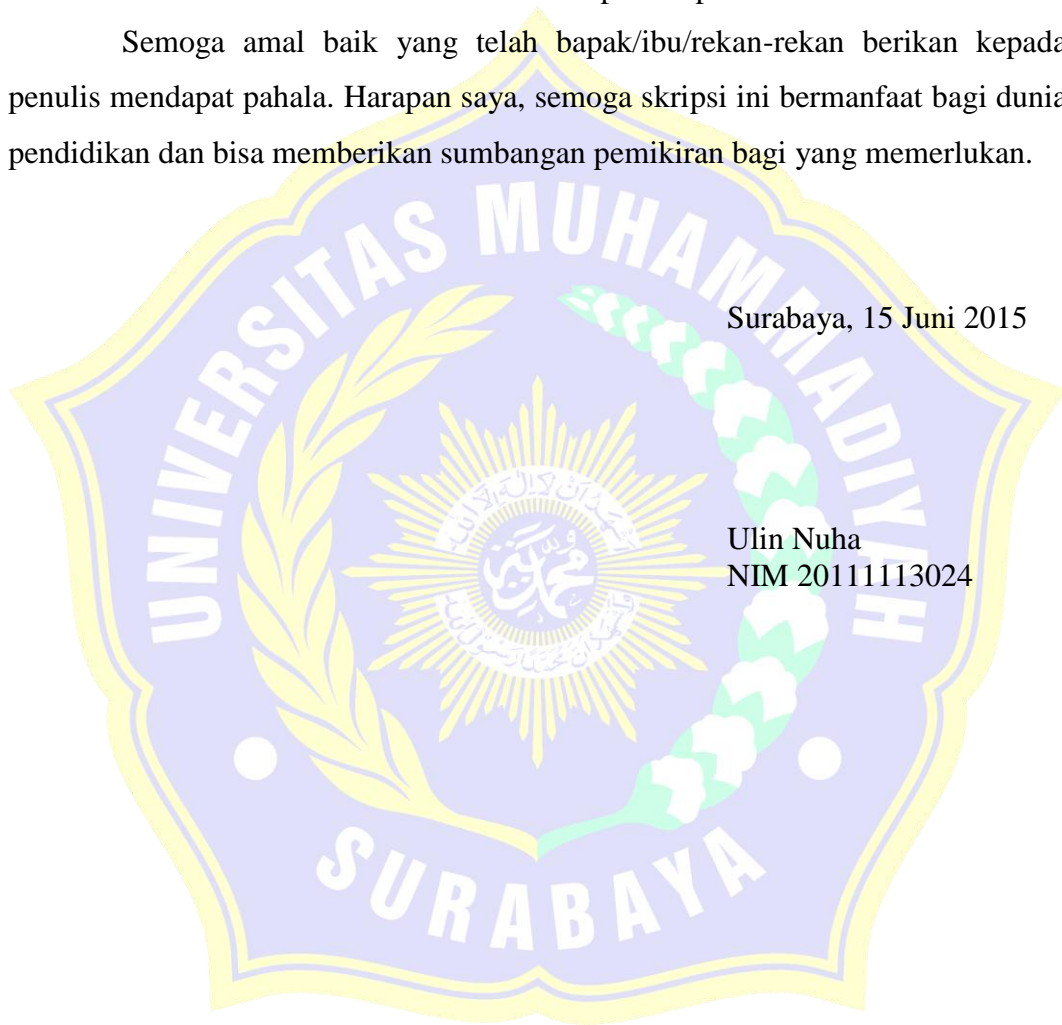 Semoga amal baik yang telah bapak/ibu/rekan-rekan berikan kepada
penulis mendapat pahala. Harapan saya, semoga skripsi ini bermanfaat bagi dunia
pendidikan dan bisa memberikan sumbangan pemikiran bagi yang memerlukan.
UNIVERSITAS MUHAMMADIYAH
Surabaya, 15 Juni 2015
محمد
Ulin Nuha
NIM 20111113024
SURABAYA